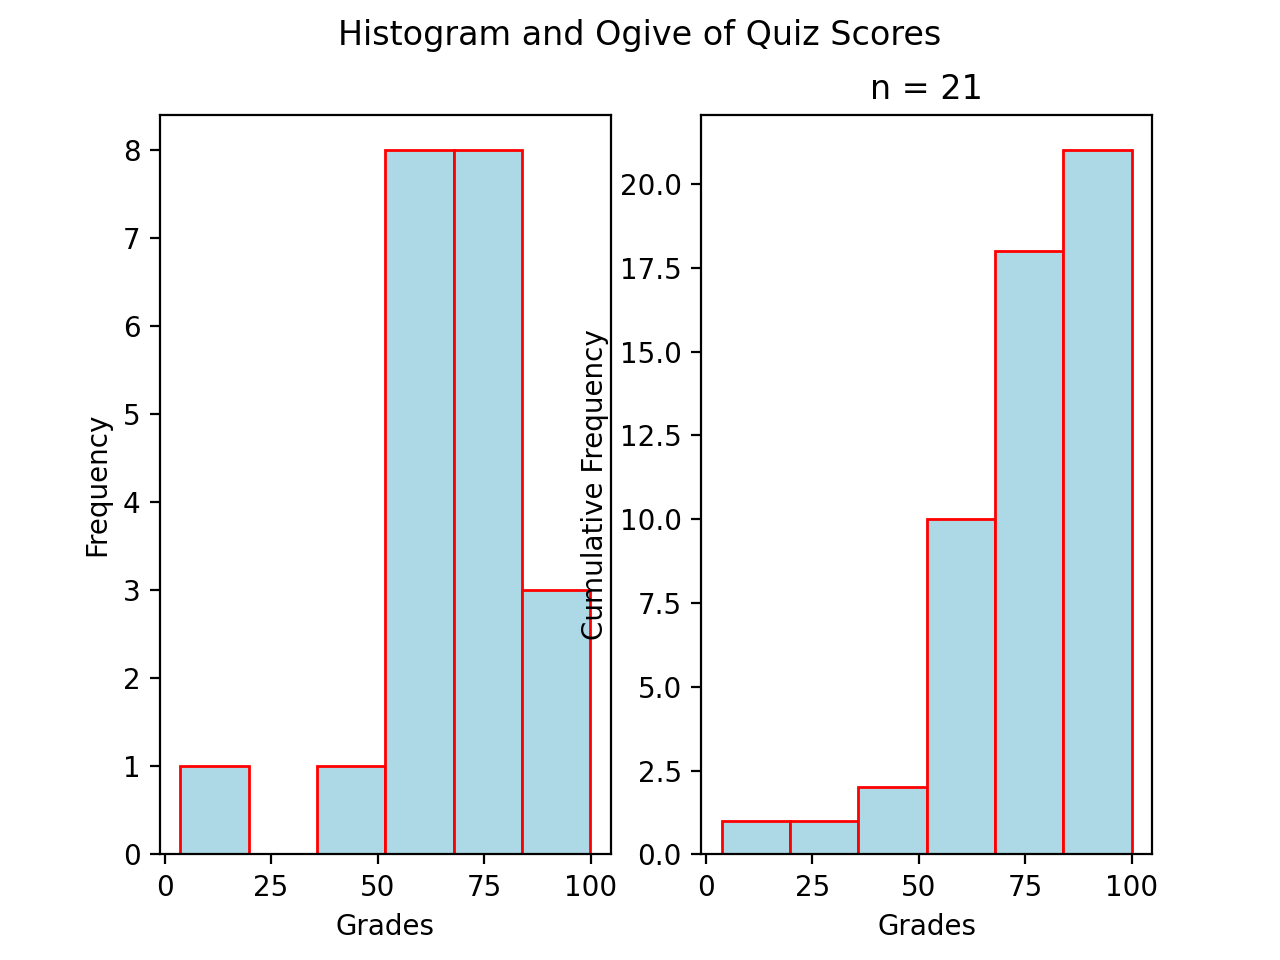 Histogram and Ogive of Quiz Scores
n = 21
8
7
6
5
4
3
2
1
0
Frequency
0 25 50 75 100
Grades
20.0
17.5
15.0
12.5
10.0
7.5
5.0
2.5
0.0
Cumulative Frequency
0 25 50 75 100
Grades